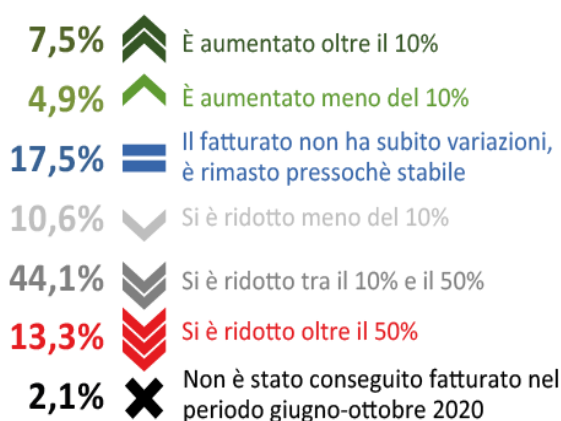 7,5% È aumentato oltre il 10%
4,9% È aumentato meno del 10%
17,5% Il fatturato non ha subito variazioni,
è rimasto pressochè stabile
10,6% Si è ridotto meno del 10%
44,1% Si è ridotto tra il 10% e il 50%
13,3% Si è ridotto oltre il 50%
2,1% Non è stato conseguito fatturato nel
periodo giugno-ottobre 2020